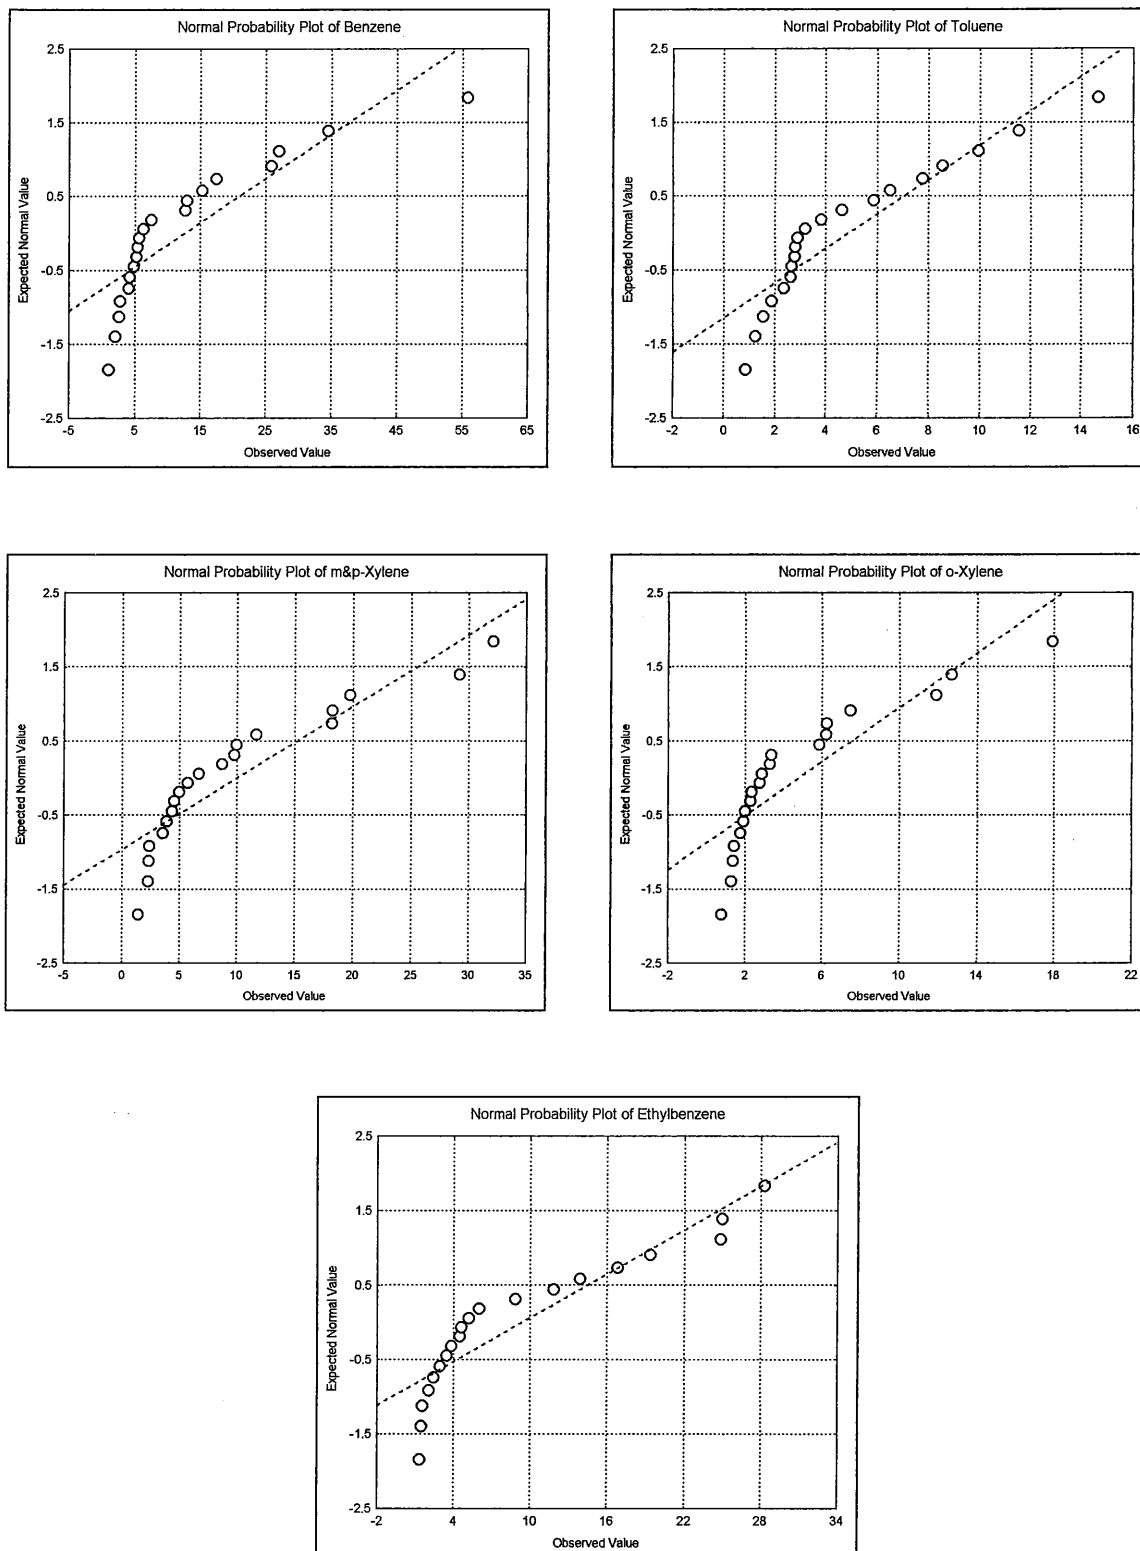 Normal Probability Plot of Benzene
2.5
1.5
0.5
-0.5
-1.5
-2.5
Expected Normal Value
-5 5 15 25 35 45 55 65
Observed Value
Normal Probability Plot of Toluene
2.5
1.5
0.5
-0.5
-1.5
-2.5
Expected Normal Value
-2 0 2 4 6 8 10 12 14 16
Observed Value
Normal Probability Plot of m&p-Xylene
2.5
1.5
0.5
-0.5
-1.5
-2.5
Expected Normal Value
-5 0 5 10 15 20 25 30 35
Observed Value
Normal Probability Plot of o-Xylene
2.5
1.5
0.5
-0.5
-1.5
-2.5
Expected Normal Value
-2 2 6 10 14 18 22
Observed Value
Normal Probability Plot of Ethylbenzene
2.5
1.5
0.5
-0.5
-1.5
-2.5
Expected Normal Value
-2 4 10 16 22 28 34
Observed Value